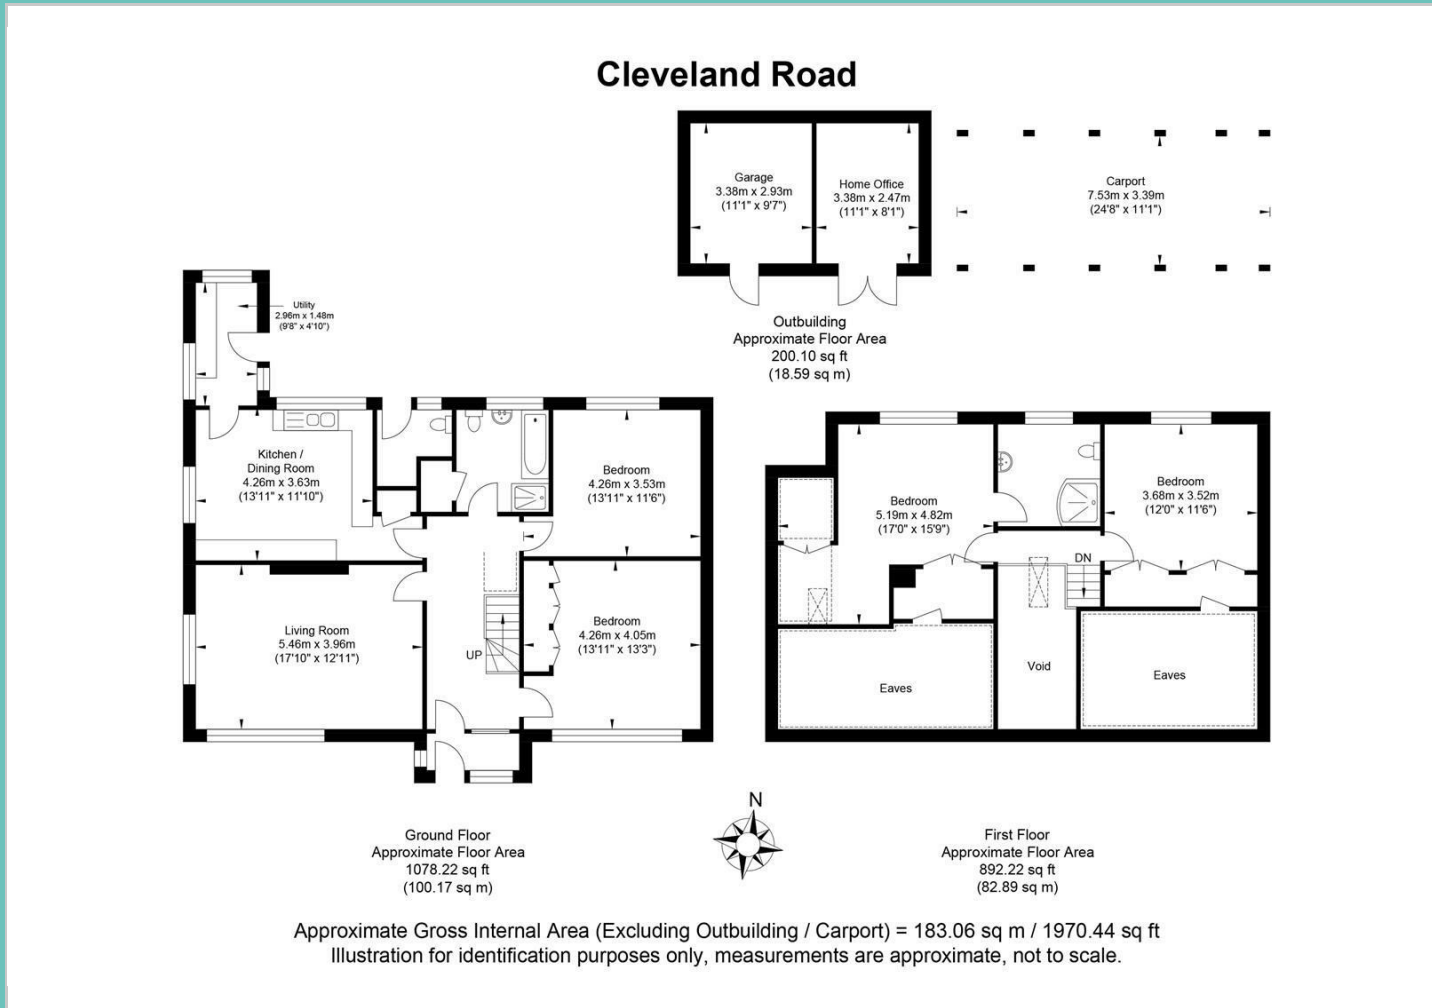 Cleveland Road
Garage
3.38m x 2.93m
(11'1" x 9'7")
Home Office
3.38m x 2.47m
(11'1" x 8'1")
Carport
7.53m x 3.39m
(24'8" x 11'1")
Outbuilding
Approximate Floor Area
200.10 sq ft
(18.59 sq m)
Utility
2.96m x 1.48m
(9'8" x 4'10")
Kitchen /
Dining Room
4.26m x 3.63m
(13'11" x 11'10")
Bedroom
4.26m x 3.53m
(13'11" x 11'6")
Living Room
5.46m x 3.96m
(17'10" x 12'11")
UP
Bedroom
4.26m x 4.05m
(13'11" x 13'3")
Bedroom
5.19m x 4.82m
(17'0" x 15'9")
Bedroom
3.68m x 3.52m
(12'0" x 11'6")
DN
Void
Eaves
Eaves
N
Ground Floor
Approximate Floor Area
1078.22 sq ft
(100.17 sq m)
First Floor
Approximate Floor Area
892.22 sq ft
(82.89 sq m)
Approximate Gross Internal Area (Excluding Outbuilding / Carport) = 183.06 sq m / 1970.44 sq ft
Illustration for identification purposes only, measurements are approximate, not to scale.